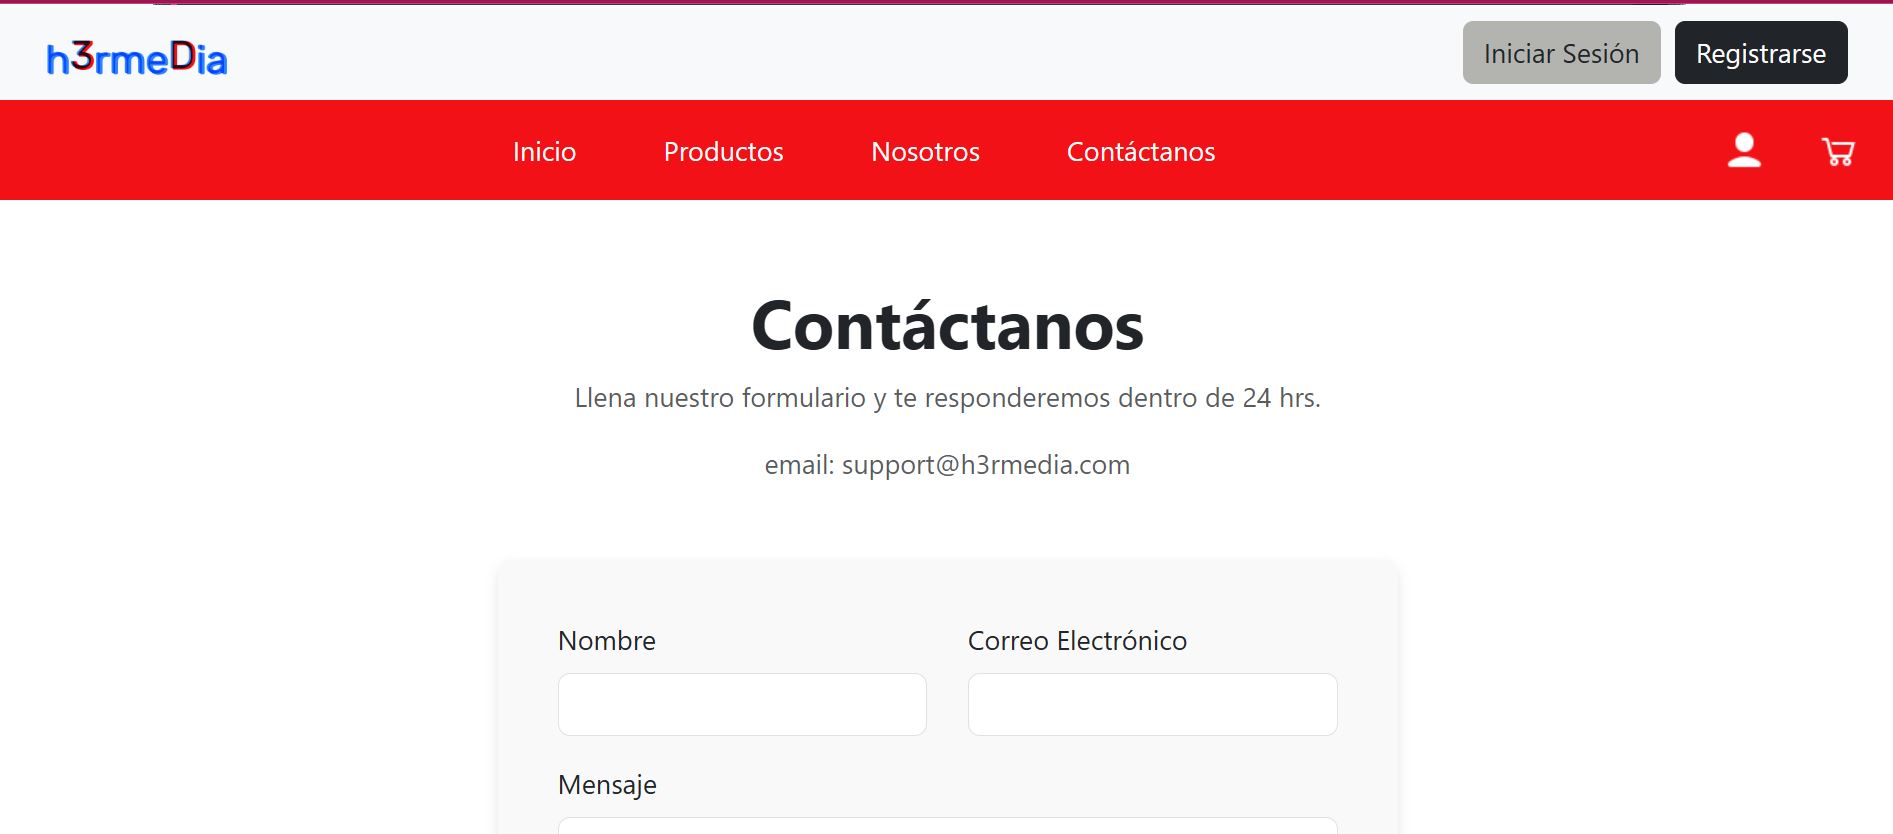 h3rmeDia
Iniciar Sesión Registrarse
Inicio Productos Nosotros Contáctanos
Contáctanos
Llena nuestro formulario y te responderemos dentro de 24 hrs.
email: support@h3rmedia.com
Nombre Correo Electrónico
Mensaje